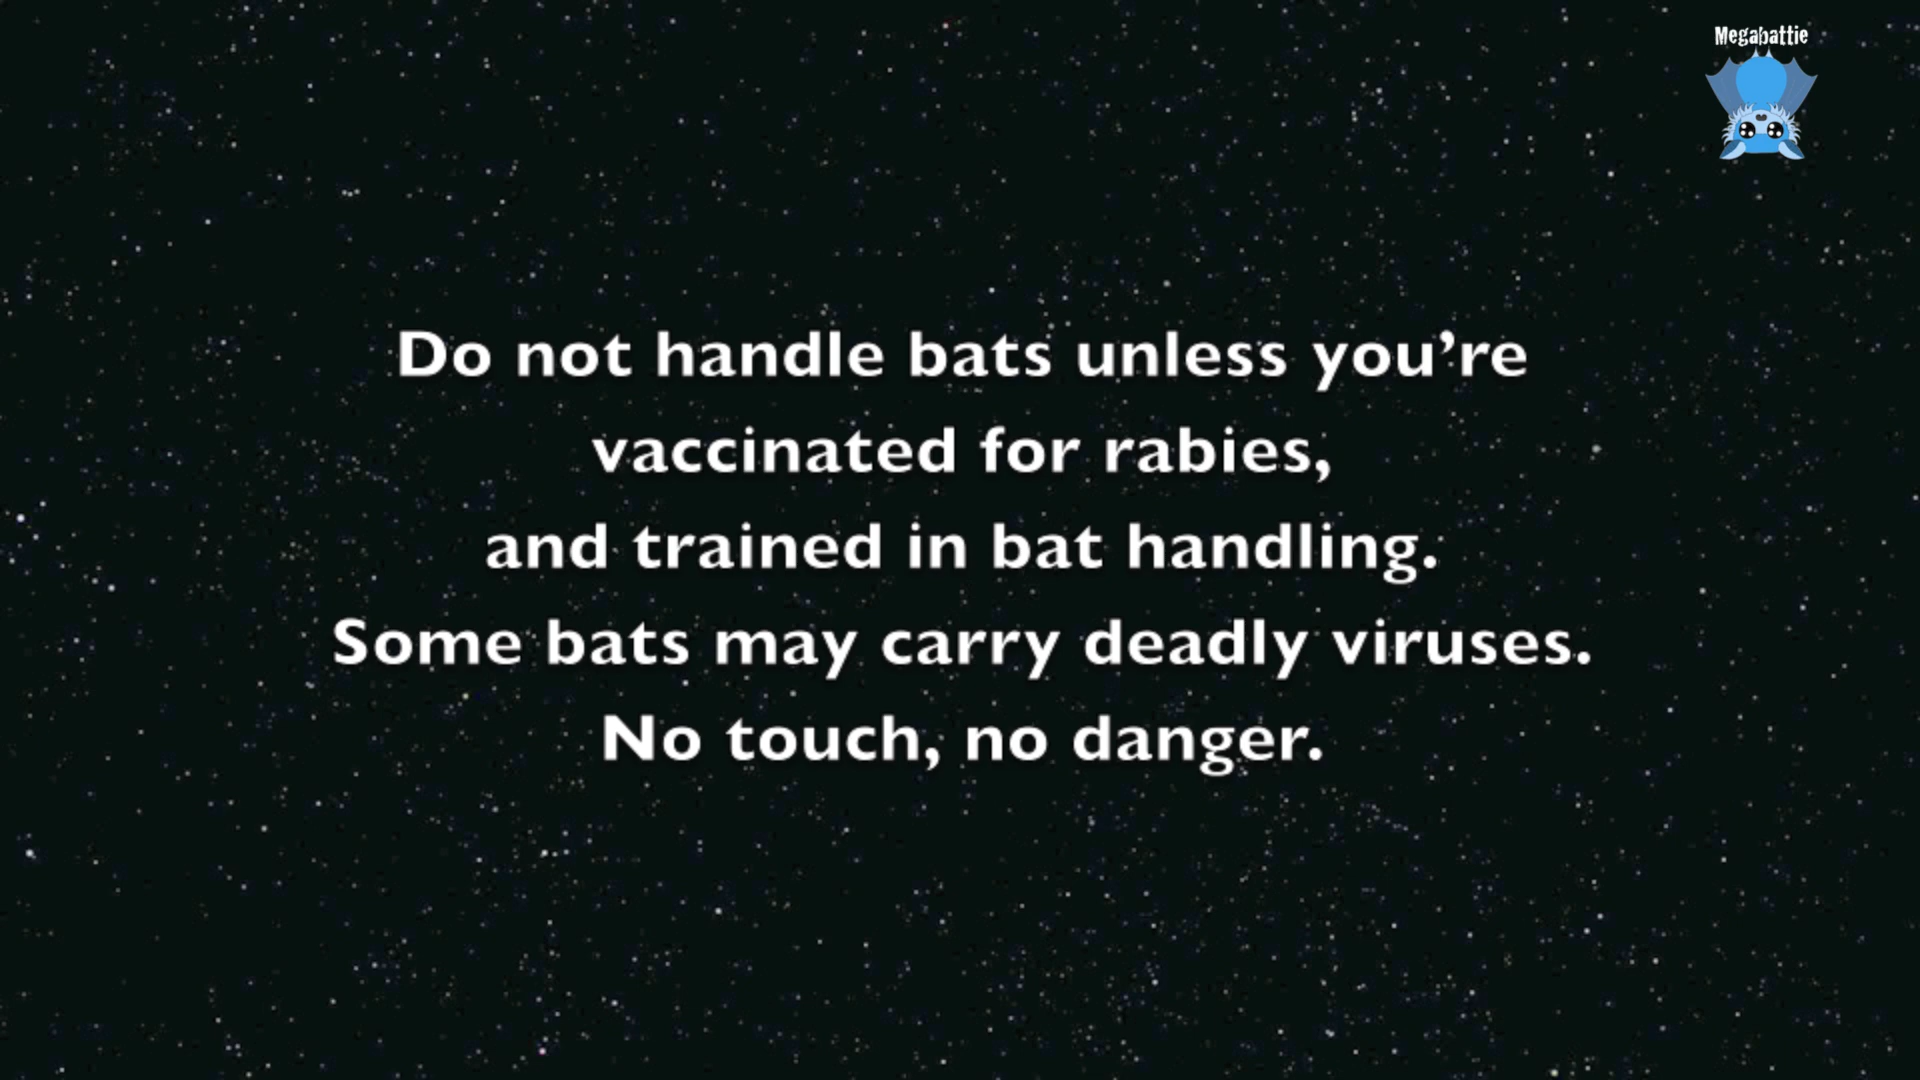 Megabattie
Do not handle bats unless you’re
vaccinated for rabies,
and trained in bat handling.
Some bats may carry deadly viruses.
No touch, no danger.